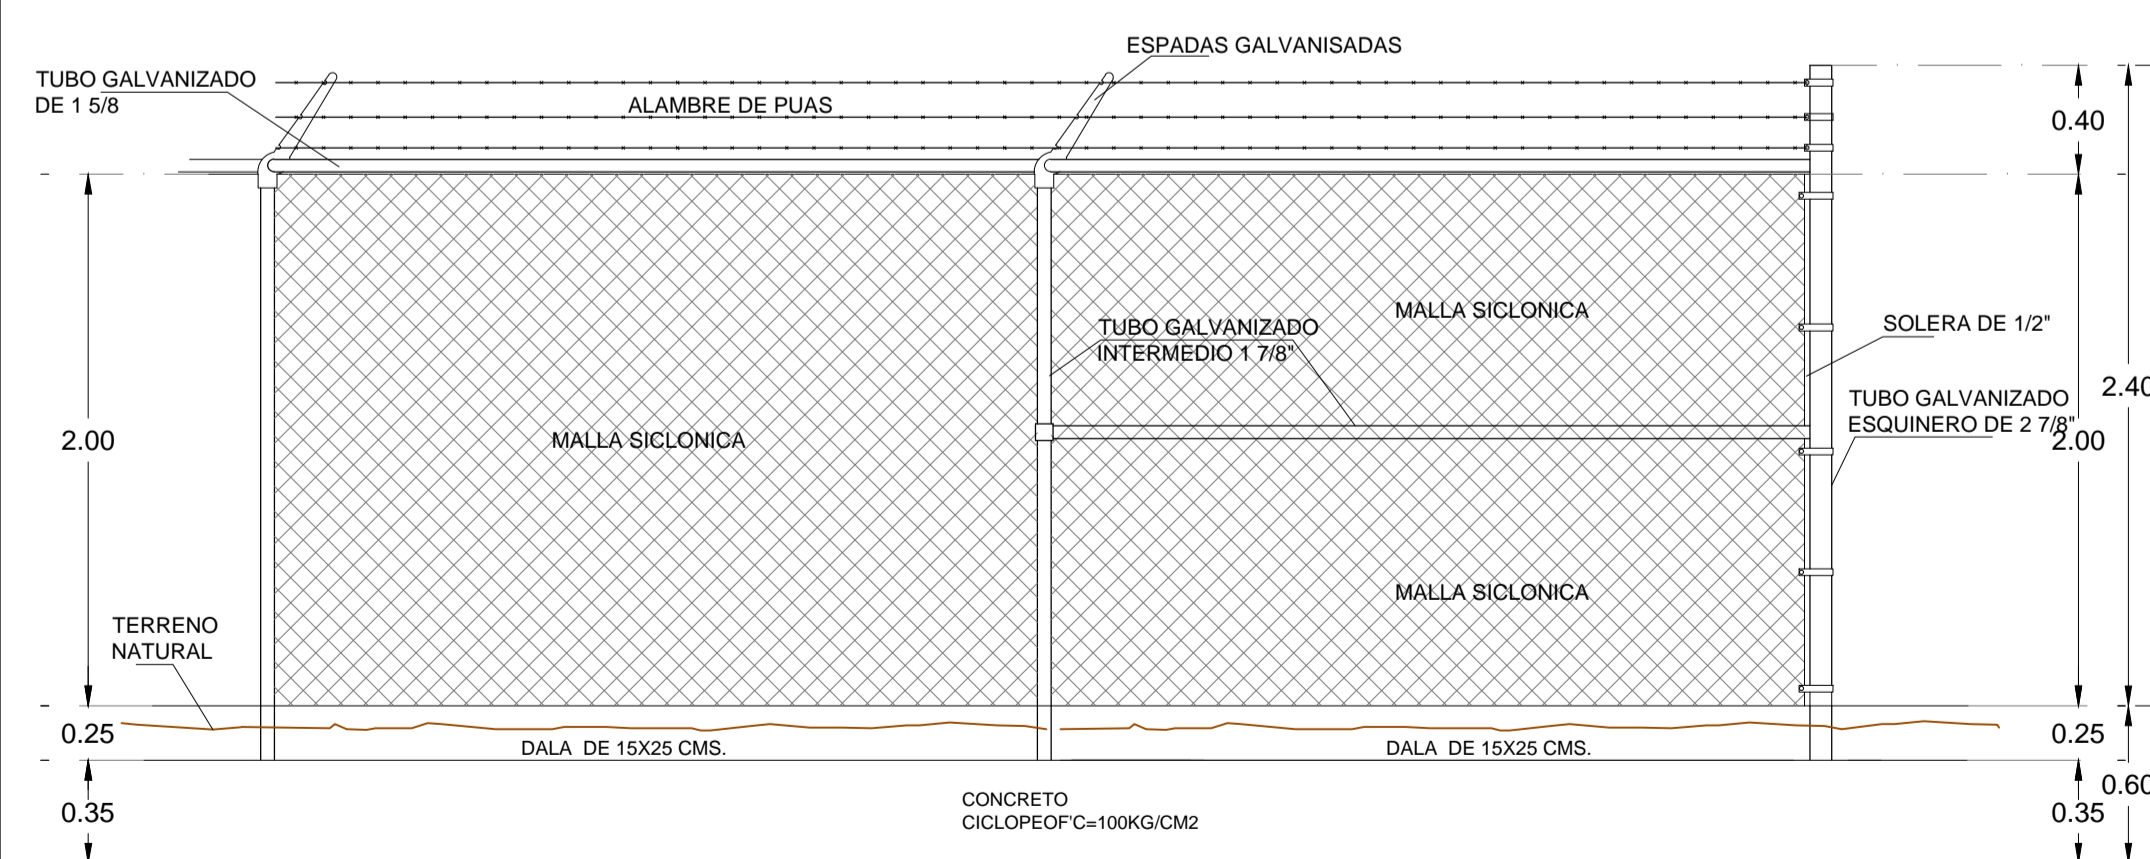 ESPADAS GALVANISADAS
TUBO GALVANIZADO
DE 1 5/8
ALAMBRE DE PUAS
0.40
MALLA SICLONICA
TUBO GALVANIZADO
INTERMEDIO 1 7/8"
SOLERA DE 1/2"
2.40
TUBO GALVANIZADO
ESQUINERO DE 2 7/8"
2.00
MALLA SICLONICA
2.00
MALLA SICLONICA
TERRENO
NATURAL
0.25
DALA DE 15X25 CMS.
DALA DE 15X25 CMS.
0.25
0.60
0.35
CONCRETO
CICLOPEOF'C=100KG/CM2
0.35